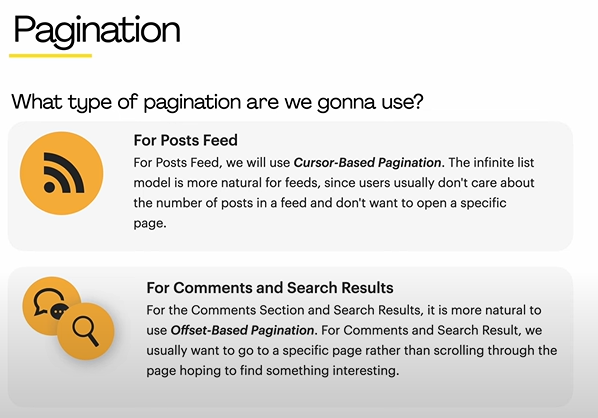 Pagination
What type of pagination are we gonna use?
For Posts Feed
For Posts Feed, we will use Cursor-Based Pagination. The infinite list
model is more natural for feeds, since users usually don't care about
the number of posts in a feed and don't want to open a specific
page.
For Comments and Search Results
For the Comments Section and Search Results, it is more natural to
use Offset-Based Pagination. For Comments and Search Result, we
usually want to go to a specific page rather than scrolling through the
page hoping to find something interesting.